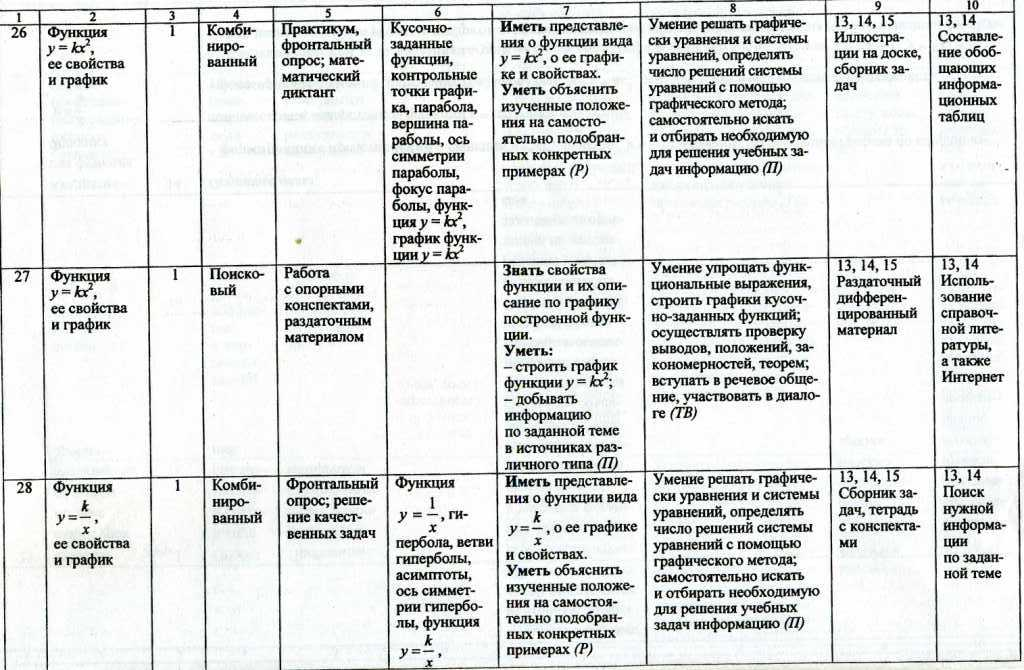 1 2 3 4 5 6 7 8 9 10
26
Функция
y = kx²,
ее свойства
и график
1
Комби-
ниро-
ванный
Практикум,
фронтальный
опрос; мате-
матический
диктант
Кусочно-
заданные
функции,
контрольные
точки графи-
ка, парабола,
вершина па-
раболы, ось
симметрии
параболы,
фокус пара-
болы, функ-
ция y = kx²,
график функ-
ции y = kx²
Иметь представле-
ния о функции вида
y = kx², о ее графи-
ке и свойствах.
Уметь объяснить
изученные положе-
ния на самосто-
ятельно подобран-
ных конкретных
примерах (Р)
Умение решать графиче-
ски уравнения и системы
уравнений, определять
число решений системы
уравнений с помощью
графического метода;
самостоятельно искать
и отбирать необходимую
для решения учебных за-
дач информацию (П)
13, 14, 15
Иллюстра-
ции на доске,
сборник за-
дач
13, 14
Составле-
ние обоб-
щающих
информа-
ционных
таблиц
27
Функция
y = kx²,
ее свойства
и график
1
Поиско-
вый
Работа
с опорными
конспектами,
раздаточным
материалом
Знать свойства
функции и их опи-
сание по графику
построенной функ-
ции.
Уметь:
– строить график
функции y = kx²;
– добывать
информацию
по заданной теме
в источниках раз-
личного типа (П)
Умение упрощать функ-
циональные выражения,
строить графики кусоч-
но-заданных функций;
осуществлять проверку
выводов, положений, за-
кономерностей, теорем;
вступать в речевое обще-
ние, участвовать в диало-
ге (ТВ)
13, 14, 15
Раздаточный
дифферен-
цированный
материал
13, 14
Исполь-
зование
справоч-
ной лите-
ратуры,
а также
Интернет
28
Функция
y = k/x,
ее свойства
и график
1
Комби-
ниро-
ванный
Фронтальный
опрос; реше-
ние качест-
венных задач
Функция
y = 1/x, ги-
пербола, ветви
гиперболы,
асимптоты,
ось симмет-
рии гипербо-
лы, функция
y = k/x,
Иметь представле-
ния о функции вида
y = k/x, о ее графике
и свойствах.
Уметь объяснить
изученные положе-
ния на самостоя-
тельно подобран-
ных конкретных
примерах (Р)
Умение решать графиче-
ски уравнения и системы
уравнений, определять
число решений системы
уравнений с помощью
графического метода;
самостоятельно искать
и отбирать необходимую
для решения учебных
задач информацию (П)
13, 14, 15
Сборник за-
дач, тетрадь
с конспекта-
ми
13, 14
Поиск
нужной
информа-
ции
по задан-
ной теме